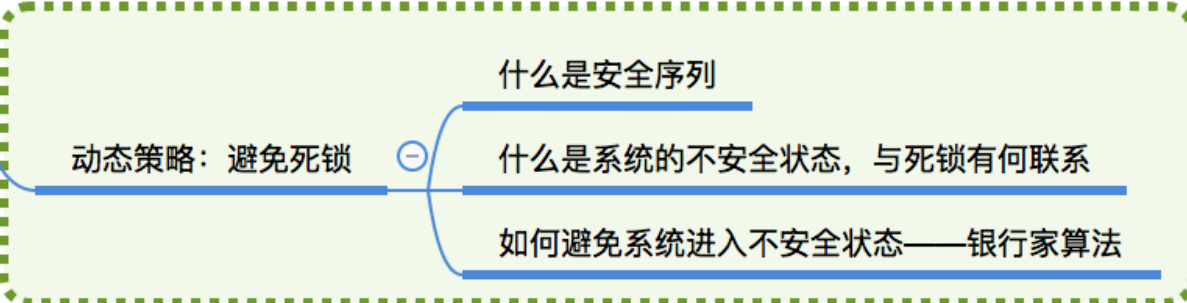 什么是安全序列
动态策略：避免死锁
什么是系统的不安全状态，与死锁有何联系
如何避免系统进入不安全状态——银行家算法